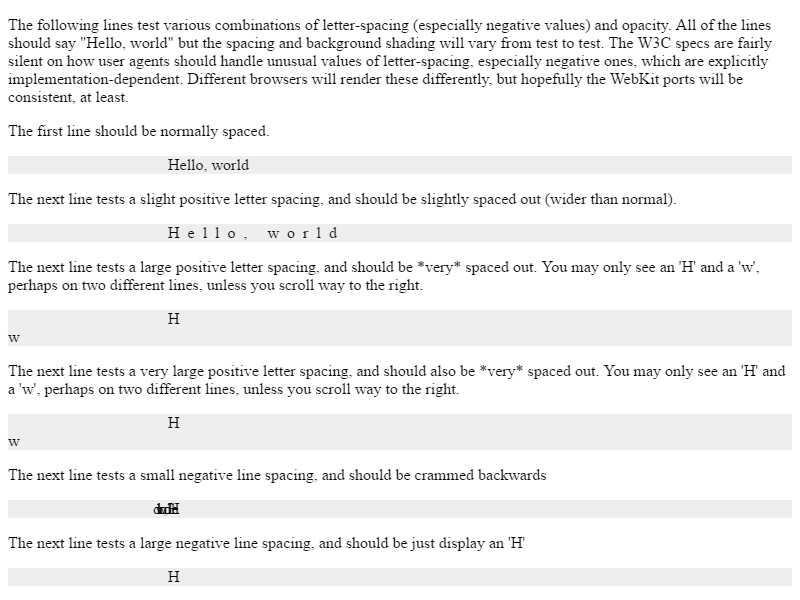 The following lines test various combinations of letter-spacing (especially negative values) and opacity. All of the lines
should say "Hello, world" but the spacing and background shading will vary from test to test. The W3C specs are fairly
silent on how user agents should handle unusual values of letter-spacing, especially negative ones, which are explicitly
implementation-dependent. Different browsers will render these differently, but hopefully the WebKit ports will be
consistent, at least.
The first line should be normally spaced.
Hello, world
The next line tests a slight positive letter spacing, and should be slightly spaced out (wider than normal).
H e l l o , w o r l d
The next line tests a large positive letter spacing, and should be *very* spaced out. You may only see an 'H' and a 'w',
perhaps on two different lines, unless you scroll way to the right.
H
w
The next line tests a very large positive letter spacing, and should also be *very* spaced out. You may only see an 'H' and
a 'w', perhaps on two different lines, unless you scroll way to the right.
H
w
The next line tests a small negative line spacing, and should be crammed backwards
The next line tests a large negative line spacing, and should be just display an 'H'
H